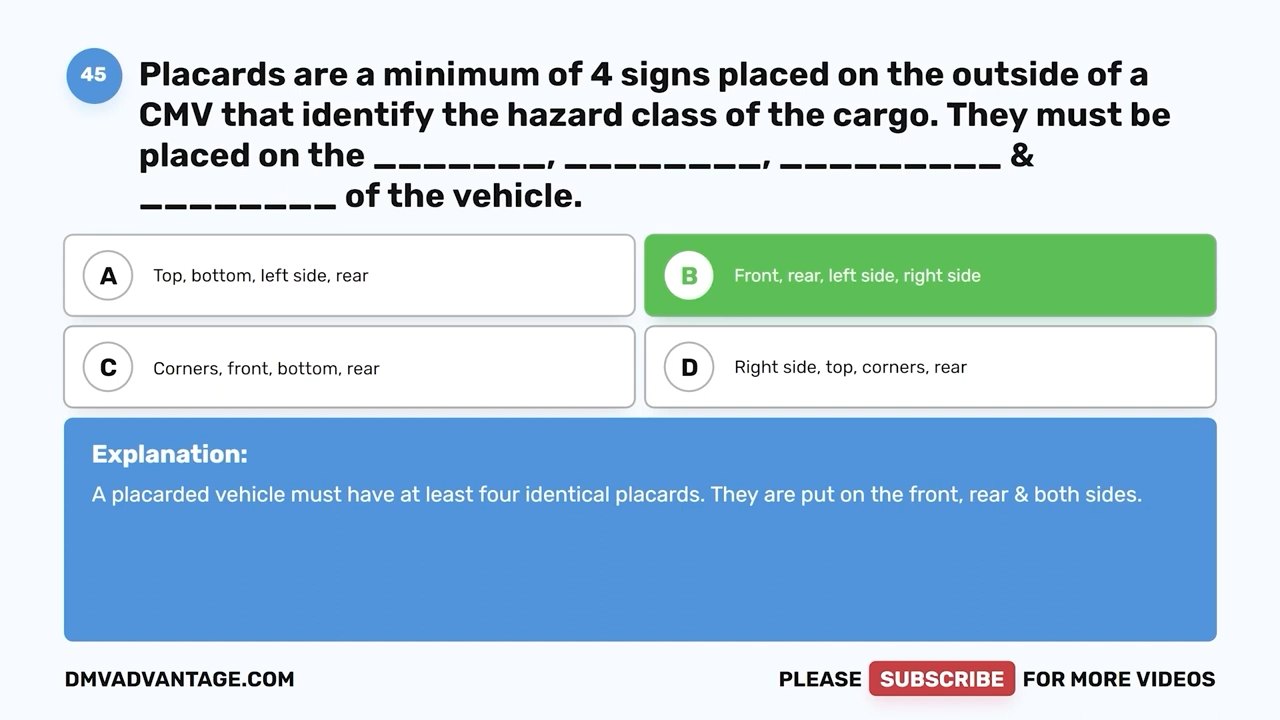 45
Placards are a minimum of 4 signs placed on the outside of a
CMV that identify the hazard class of the cargo. They must be
placed on the _______, ________, _________ &
________ of the vehicle.
A Top, bottom, left side, rear
B Front, rear, left side, right side
C Corners, front, bottom, rear
D Right side, top, corners, rear
Explanation:
A placarded vehicle must have at least four identical placards. They are put on the front, rear & both sides.
DMVADVANTAGE.COM
PLEASE SUBSCRIBE FOR MORE VIDEOS